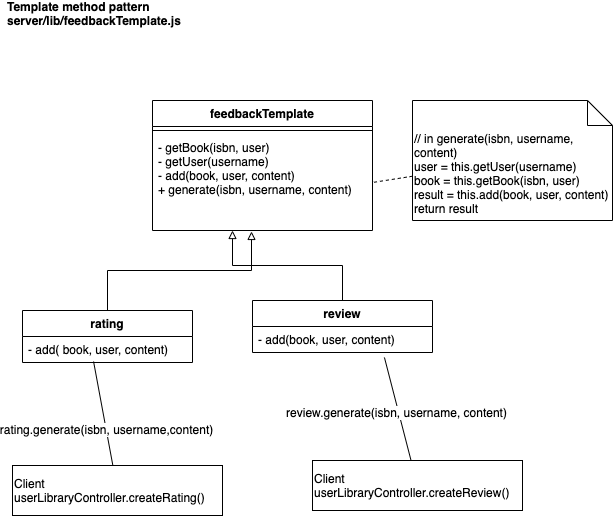 Template method pattern
server/lib/feedbackTemplate.js
feedbackTemplate
- getBook(isbn, user)
- getUser(username)
- add(book, user, content)
+ generate(isbn, username, content)
// in generate(isbn, username,
content)
user = this.getUser(username)
book = this.getBook(isbn, user)
result = this.add(book, user, content)
return result
rating
- add( book, user, content)
review
- add(book, user, content)
rating.generate(isbn, username,content)
review.generate(isbn, username, content)
Client
userLibraryController.createRating()
Client
userLibraryController.createReview()